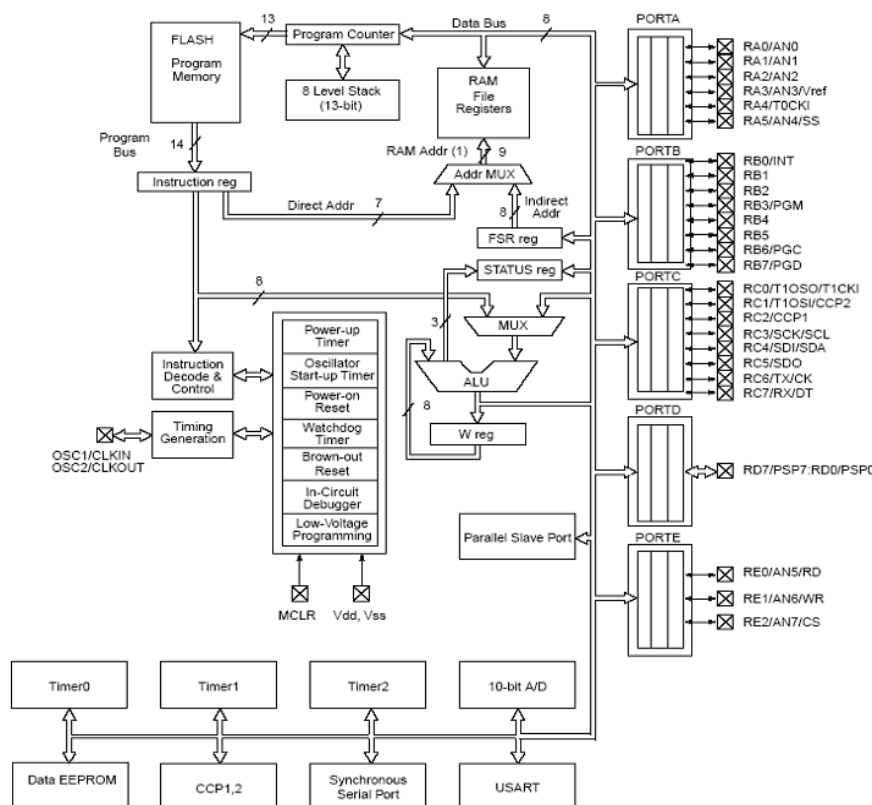 FLASH
Program
Memory
13
Program Counter
Data Bus
8
8 Level Stack
(13-bit)
RAM
File
Registers
Program
Bus
14
RAM Addr (1)
9
Addr MUX
Instruction reg
Direct Addr
7
8
Indirect
Addr
FSR reg
STATUS reg
8
3
MUX
ALU
8
W reg
Instruction
Decode &
Control
Timing
Generation
OSC1/CLKIN
OSC2/CLKOUT
Power-up
Timer
Oscillator
Start-up Timer
Power-on
Reset
Watchdog
Timer
Brown-out
Reset
In-Circuit
Debugger
Low-Voltage
Programming
MCLR
Vdd, Vss
Parallel Slave Port
PORTA
RA0/AN0
RA1/AN1
RA2/AN2
RA3/AN3/Vref
RA4/T0CKI
RA5/AN4/SS
PORTB
RB0/INT
RB1
RB2
RB3/PGM
RB4
RB5
RB6/PGC
RB7/PGD
PORTC
RC0/T1OSO/T1CKI
RC1/T1OSI/CCP2
RC2/CCP1
RC3/SCK/SCL
RC4/SDI/SDA
RC5/SDO
RC6/TX/CK
RC7/RX/DT
PORTD
RD7/PSP7:RD0/PSP0
PORTE
RE0/AN5/RD
RE1/AN6/WR
RE2/AN7/CS
Timer0
Timer1
Timer2
10-bit A/D
Data EEPROM
CCP1,2
Synchronous
Serial Port
USART